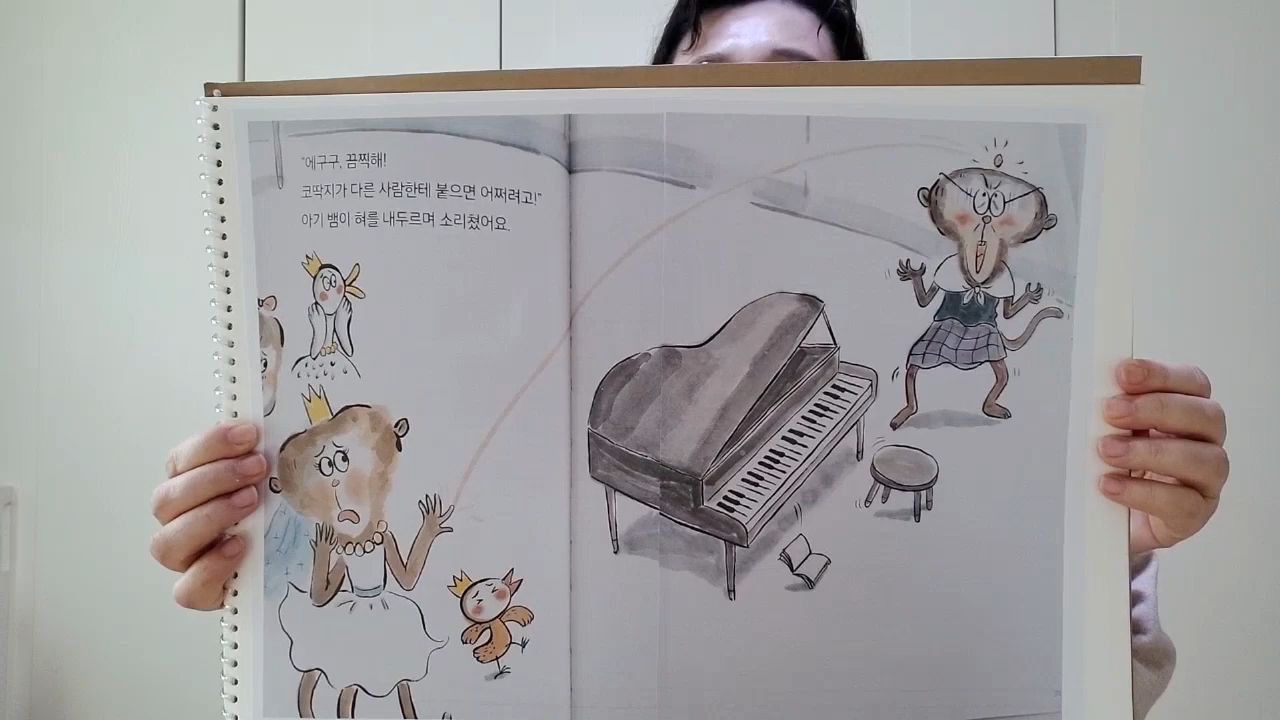 "에구구, 끔찍해!
코딱지가 다른 사람한테 붙으면 어쩌려고!"
아기 뱀이 혀를 내두르며 소리쳤어요.